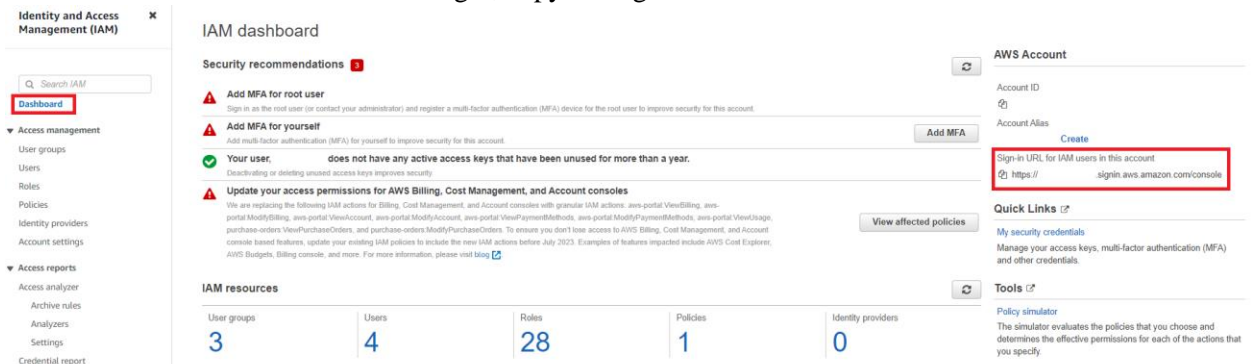 Identity and Access
Management (IAM)
Search IAM
Dashboard
Access management
User groups
Users
Roles
Policies
Identity providers
Account settings
Access reports
Access analyzer
Archive rules
Analyzers
Settings
Credential report
IAM dashboard
Security recommendations 3
Add MFA for root user
Sign in as the root user (or contact your administrator) and register a multi-factor authentication (MFA) device for the root user to improve security for this account.
Add MFA for yourself
Add multi-factor authentication (MFA) for yourself to improve security for this account.
Add MFA
Your user, does not have any active access keys that have been unused for more than a year.
Deactivating or deleting unused access keys improves security.
Update your access permissions for AWS Billing, Cost Management, and Account consoles
We are replacing the following IAM actions for Billing, Cost Management, and Account consoles with granular IAM actions: aws-portal:ViewBilling, aws-
portal:ModifyBilling, aws-portal:ViewAccount, aws-portal:ModifyAccount, aws-portal:ViewPaymentMethods, aws-portal:ModifyPaymentMethods, aws-portal:ViewUsage,
purchase-orders:ViewPurchaseOrders, and purchase-orders:ModifyPurchaseOrders. To ensure you don't lose access to AWS Billing, Cost Management, and Account
console based features, update your existing IAM policies to include the new IAM actions before July 2023. Examples of features impacted include AWS Cost Explorer,
AWS Budgets, Billing console, and more. For more information, please visit blog
View affected policies
IAM resources
User groups
3
Users
4
Roles
28
Policies
1
Identity providers
0
AWS Account
Account ID
Account Alias
Create
Sign-in URL for IAM users in this account
https:// .signin.aws.amazon.com/console
Quick Links
My security credentials
Manage your access keys, multi-factor authentication (MFA)
and other credentials.
Tools
Policy simulator
The simulator evaluates the policies that you choose and
determines the effective permissions for each of the actions that
you specify.